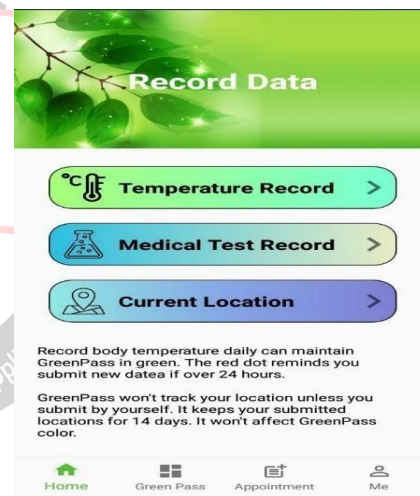 Record Data
°C
Temperature Record
Medical Test Record
Current Location
Record body temperature daily can maintain
GreenPass in green. The red dot reminds you
submit new datea if over 24 hours.
GreenPass won't track your location unless you
submit by yourself. It keeps your submitted
locations for 14 days. It won't affect GreenPass
color.
Home Green Pass Appointment Me